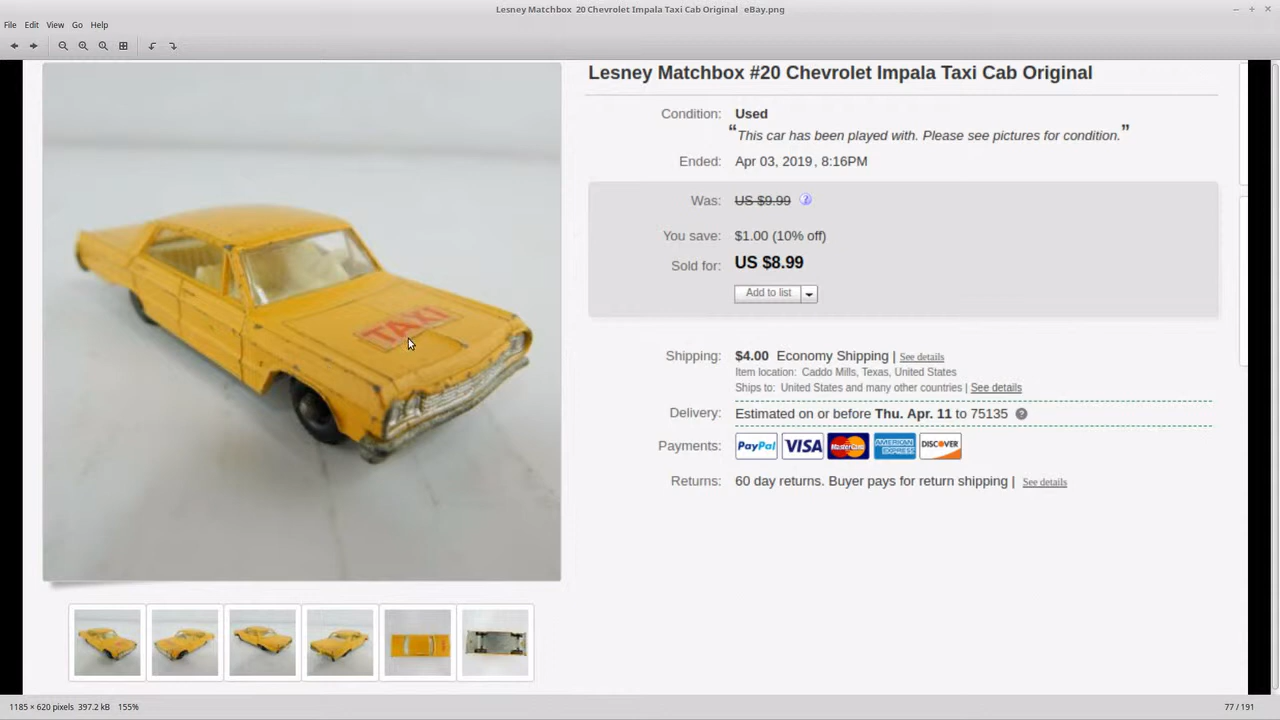 Lesney Matchbox  20 Chevrolet Impala Taxi Cab Original   eBay.png
File Edit View Go Help
Lesney Matchbox #20 Chevrolet Impala Taxi Cab Original
Condition: Used
“This car has been played with. Please see pictures for condition.”
Ended: Apr 03, 2019, 8:16PM
Was: US $9.99
You save: $1.00 (10% off)
Sold for: US $8.99
Add to list
TAXI
Shipping: $4.00 Economy Shipping | See details
Item location: Caddo Mills, Texas, United States
Ships to: United States and many other countries | See details
Delivery: Estimated on or before Thu. Apr. 11 to 75135 ?
Payments: PayPal VISA MasterCard AMERICAN EXPRESS DISCOVER
Returns: 60 day returns. Buyer pays for return shipping | See details
1185 × 620 pixels 397.2 kB 155% 77 / 191